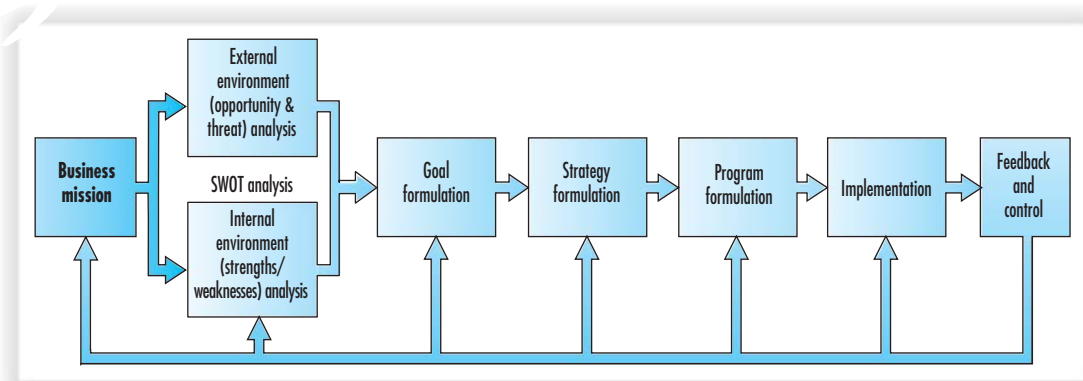 Business
mission
External
environment
(opportunity &
threat) analysis
SWOT analysis
Internal
environment
(strengths/
weaknesses) analysis
Goal
formulation
Strategy
formulation
Program
formulation
Implementation
Feedback
and
control